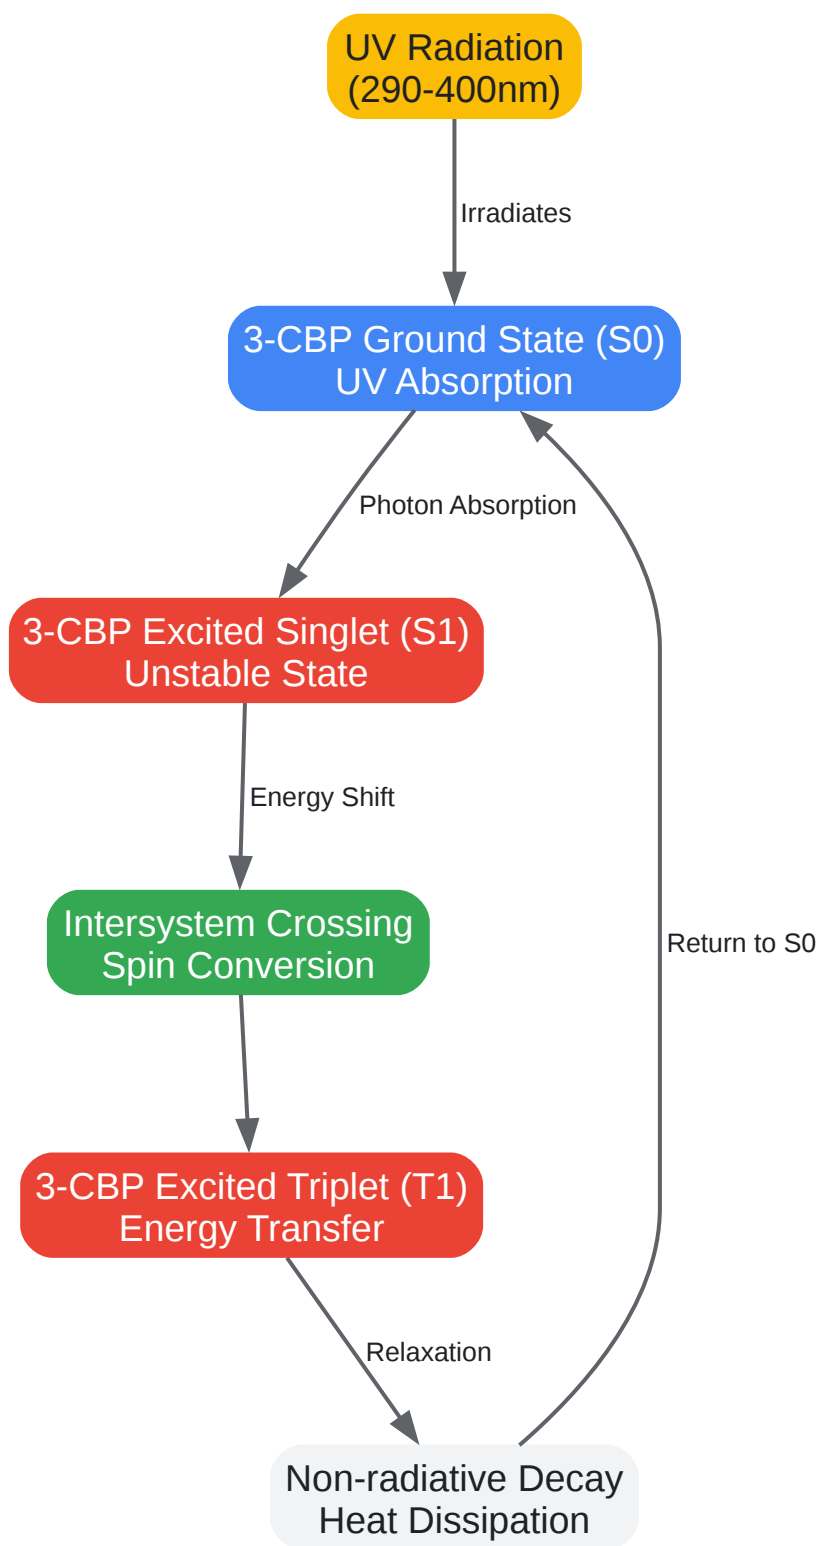 UV Radiation
(290-400nm)
Irradiates
3-CBP Ground State (S0)
UV Absorption
Photon Absorption
3-CBP Excited Singlet (S1)
Unstable State
Energy Shift
Intersystem Crossing
Spin Conversion
Return to S0
3-CBP Excited Triplet (T1)
Energy Transfer
Relaxation
Non-radiative Decay
Heat Dissipation